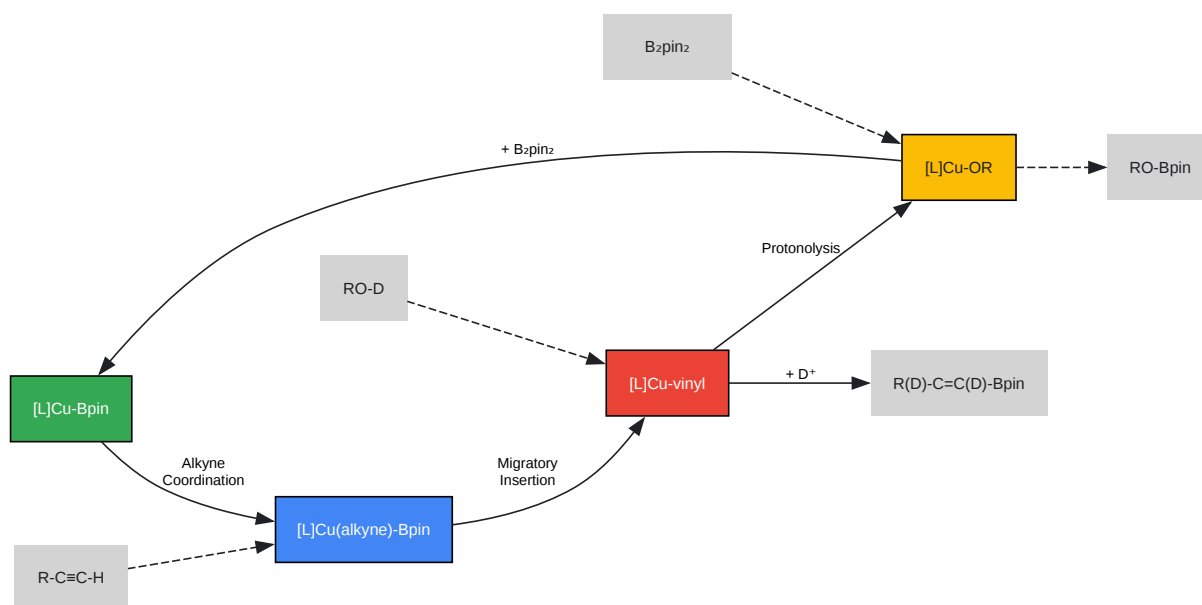 B₂pin₂
+ B₂pin₂
[L]Cu-OR
RO-Bpin
Protonolysis
RO-D
[L]Cu-vinyl
+ D⁺
R(D)-C=C(D)-Bpin
[L]Cu-Bpin
Alkyne
Coordination
Migratory
Insertion
[L]Cu(alkyne)-Bpin
R-C≡C-H